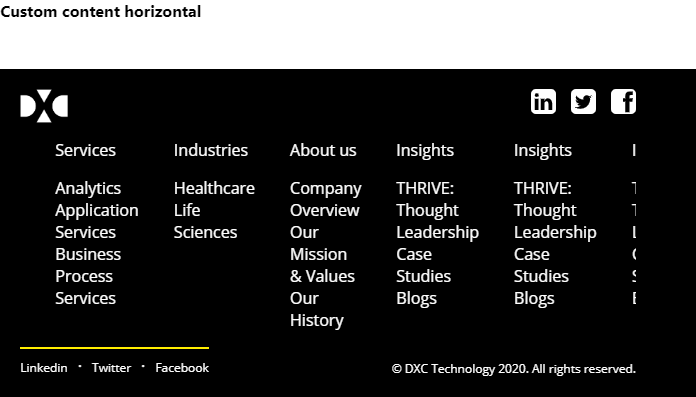 Custom content horizontal
DXC
in
f
Services Industries About us Insights Insights
Analytics Healthcare Company THRIVE: THRIVE:
Application Life Overview Thought Thought
Services Sciences Our Leadership Leadership
Business Mission Case Case
Process & Values Studies Studies
Services Our Blogs Blogs
History
Linkedin · Twitter · Facebook © DXC Technology 2020. All rights reserved.